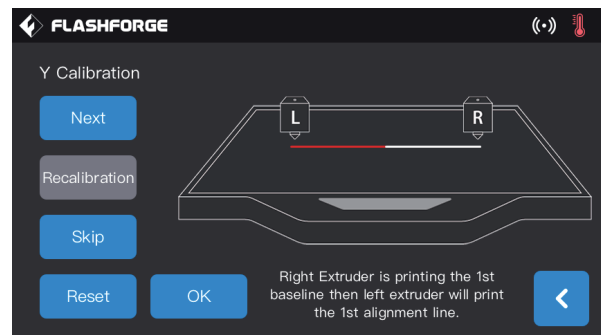 FLASHFORGE
Y Calibration
Next
L
R
Recalibration
Skip
Reset
OK
Right Extruder is printing the 1st
baseline then left extruder will print
the 1st alignment line.